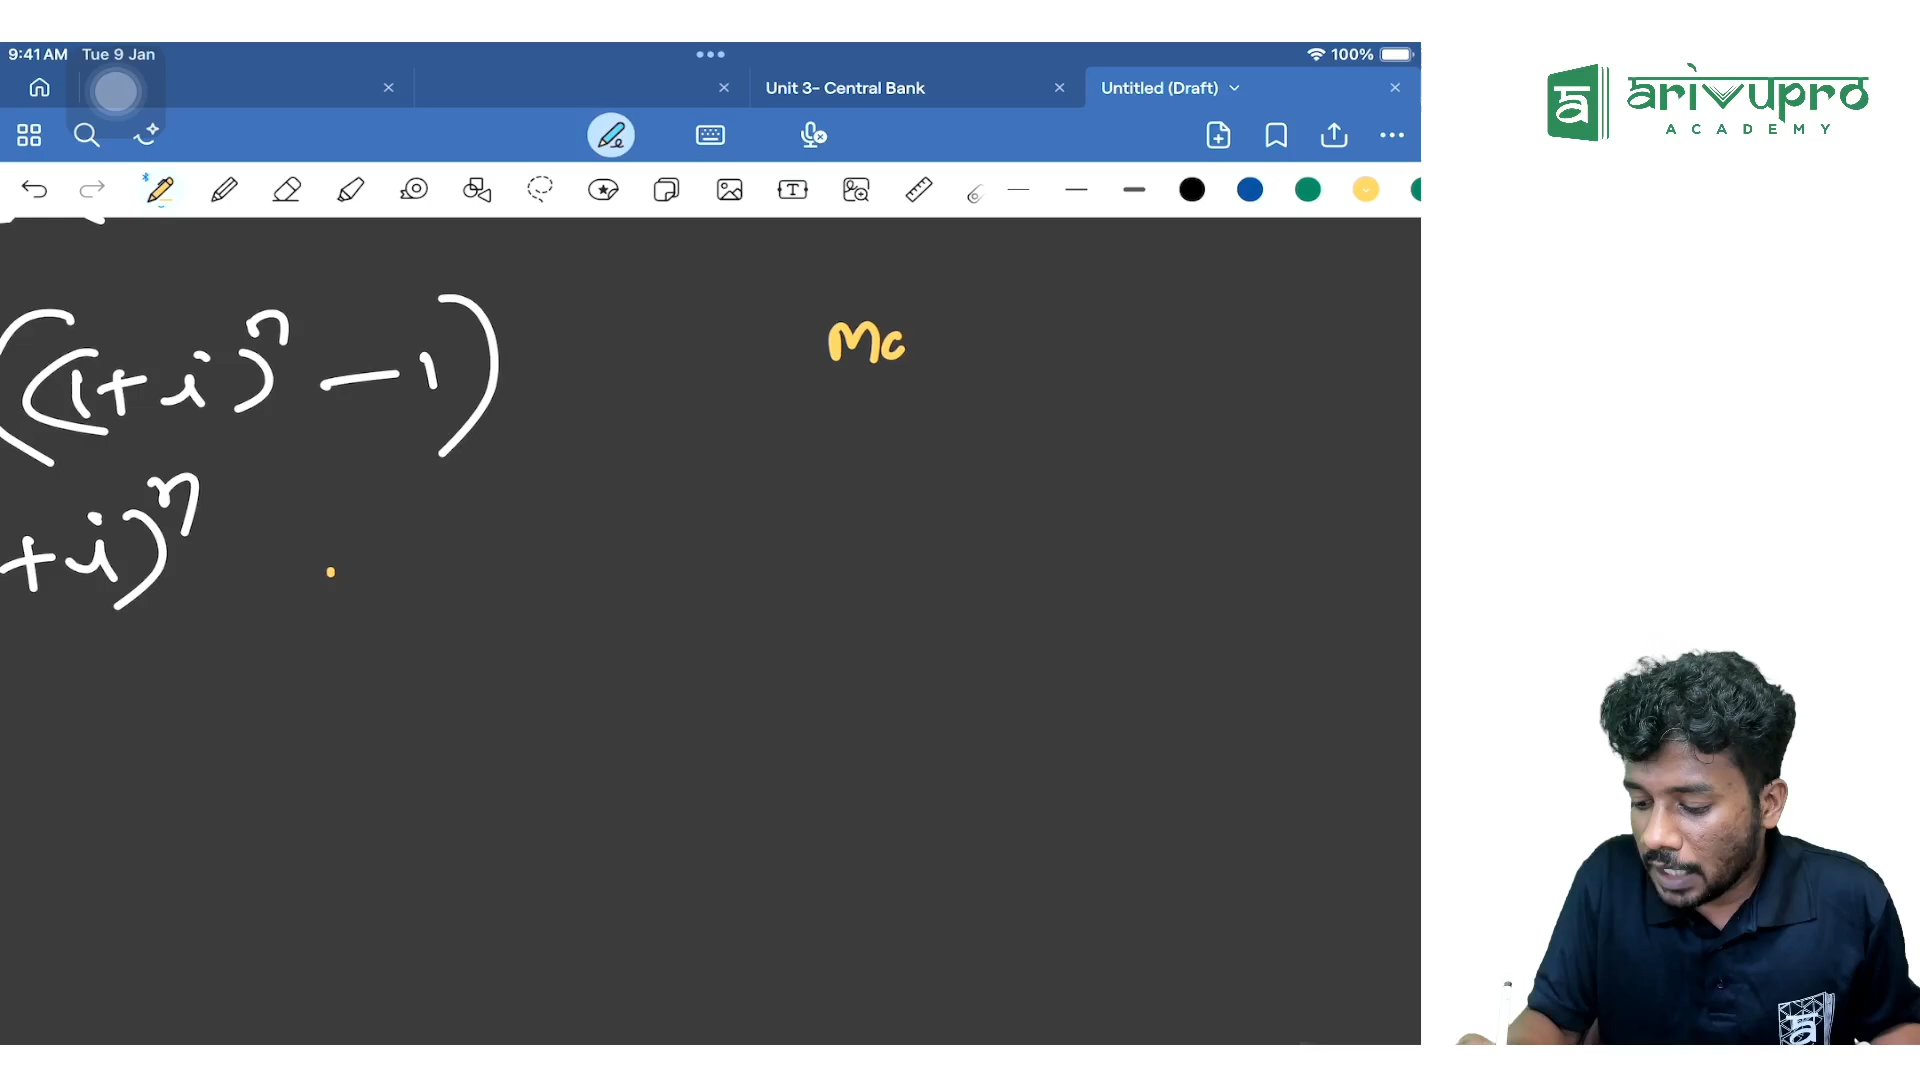 9:41 AM Tue 9 Jan
100%
Unit 3- Central Bank
Untitled (Draft)
((1+i)ⁿ - 1)
+i)ⁿ
Mc
arivupro
ACADEMY